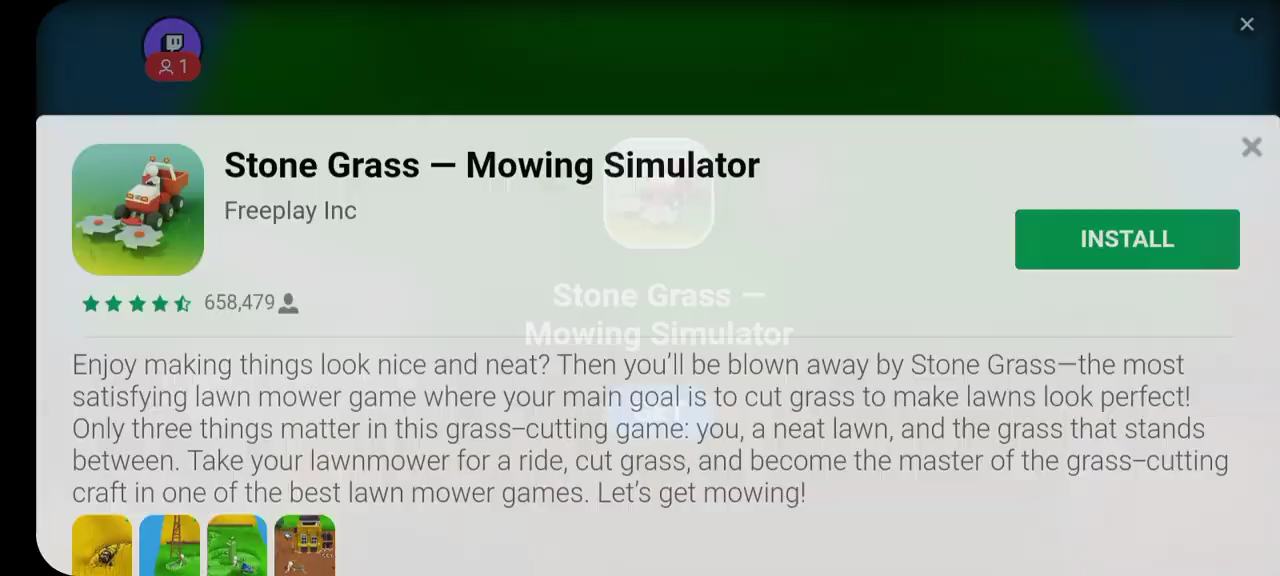 1
Stone Grass — Mowing Simulator
Freeplay Inc
INSTALL
658,479
Stone Grass —
Mowing Simulator
Enjoy making things look nice and neat? Then you’ll be blown away by Stone Grass—the most
satisfying lawn mower game where your main goal is to cut grass to make lawns look perfect!
Only three things matter in this grass–cutting game: you, a neat lawn, and the grass that stands
between. Take your lawnmower for a ride, cut grass, and become the master of the grass–cutting
craft in one of the best lawn mower games. Let’s get mowing!